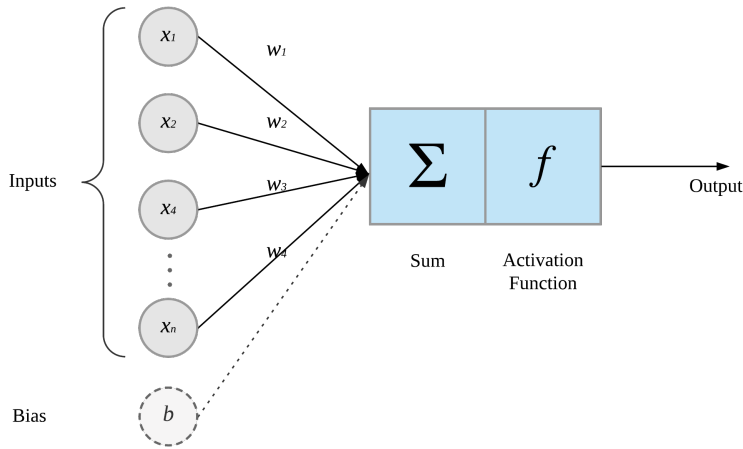 x1
w1
x2
w2
Σ
f
Inputs
w3
x4
Output
w4
Sum
Activation
Function
xn
Bias
b